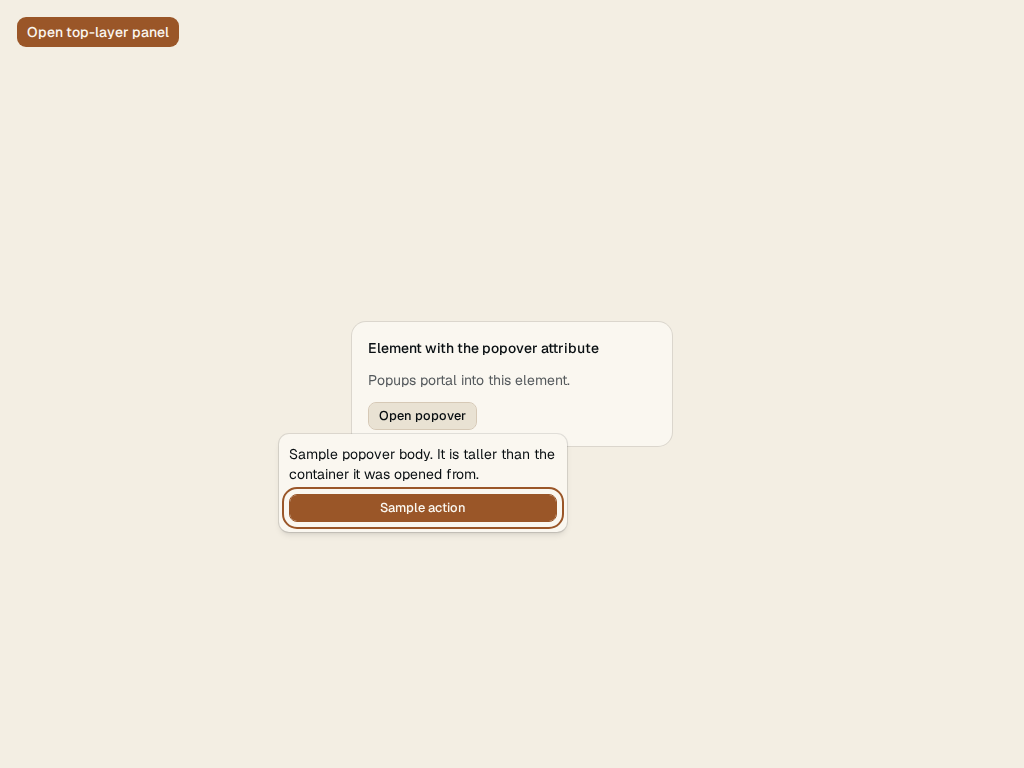 Open top-layer panel
Element with the popover attribute
Popups portal into this element.
Open popover
Sample popover body. It is taller than the
container it was opened from.
Sample action